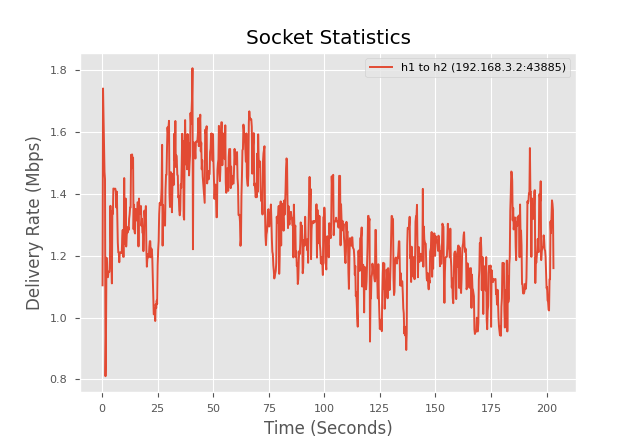 Socket Statistics
h1 to h2 (192.168.3.2:43885)
Delivery Rate (Mbps)
1.8
1.6
1.4
1.2
1.0
0.8
0 25 50 75 100 125 150 175 200
Time (Seconds)